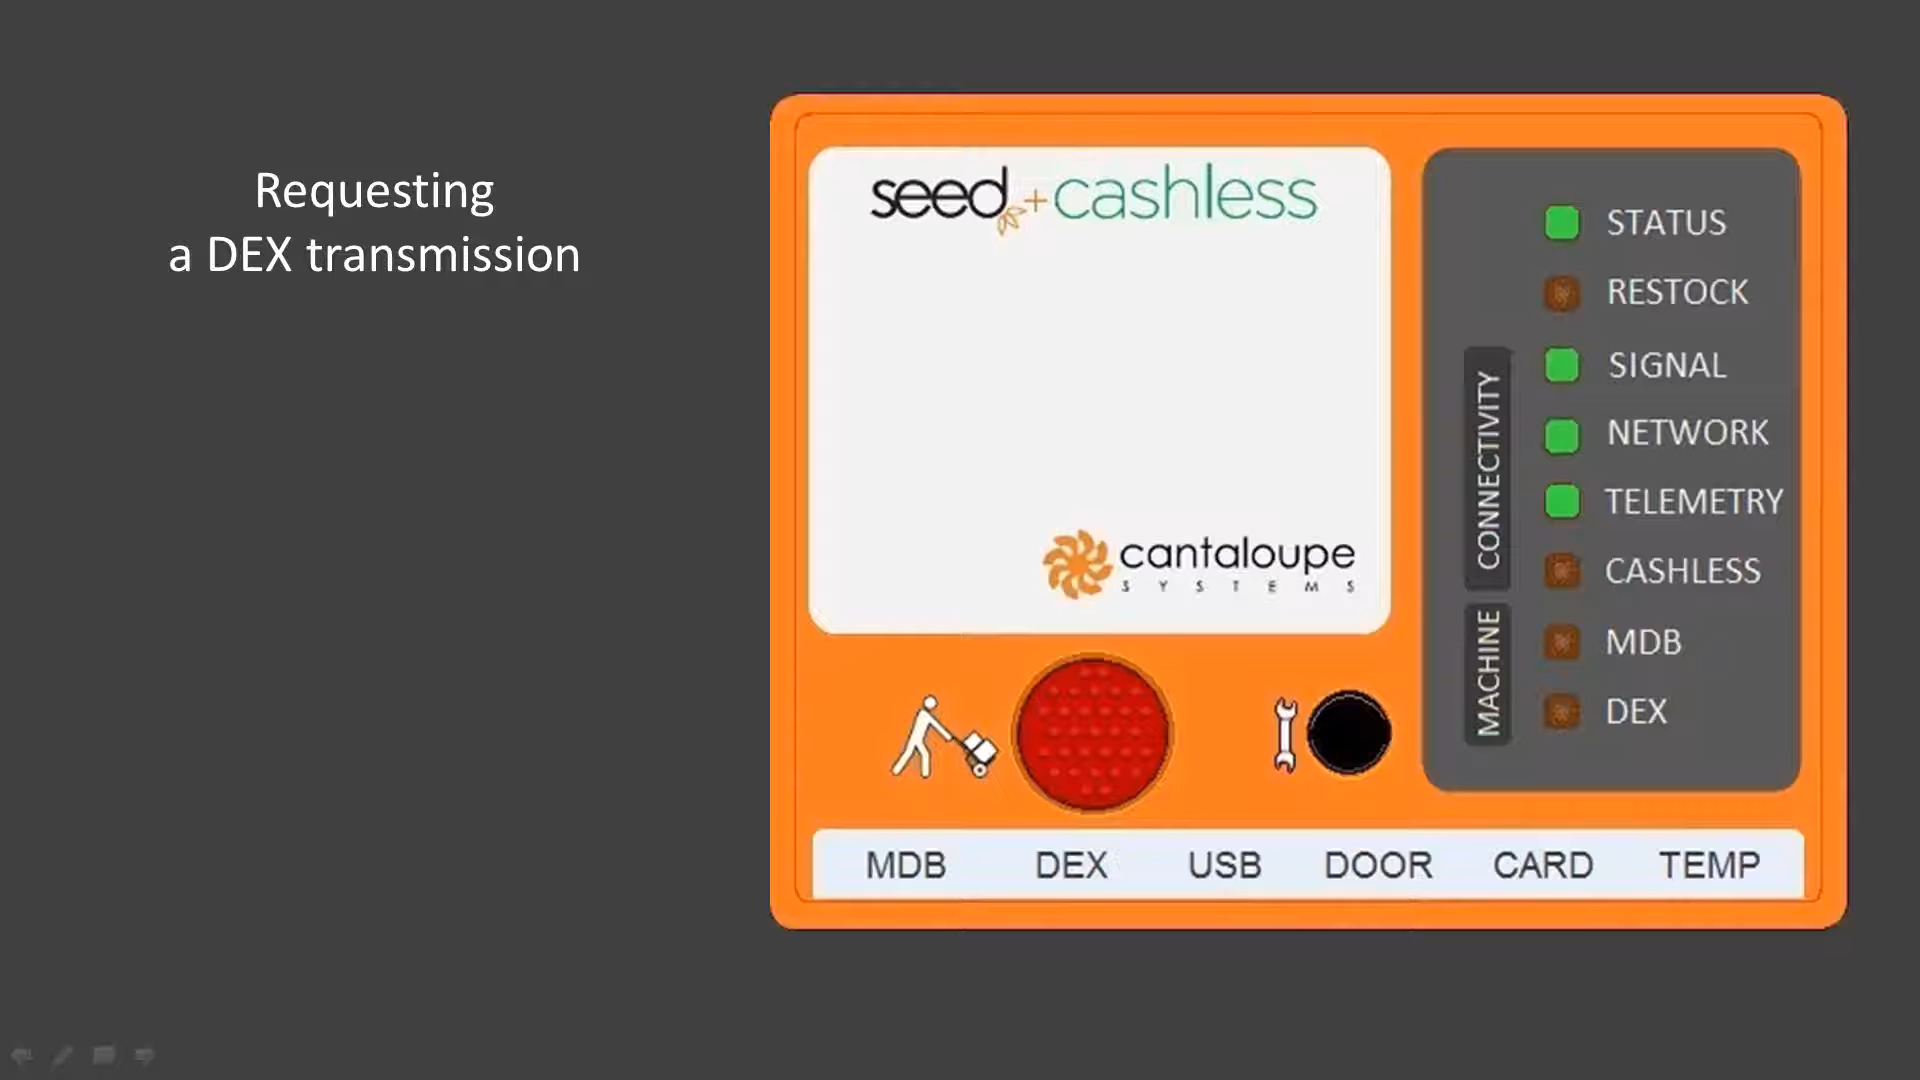 Requesting
a DEX transmission
seed+cashless
cantaloupe
SYSTEMS
STATUS
RESTOCK
CONNECTIVITY
SIGNAL
NETWORK
TELEMETRY
CASHLESS
MACHINE
MDB
DEX
MDB DEX USB DOOR CARD TEMP